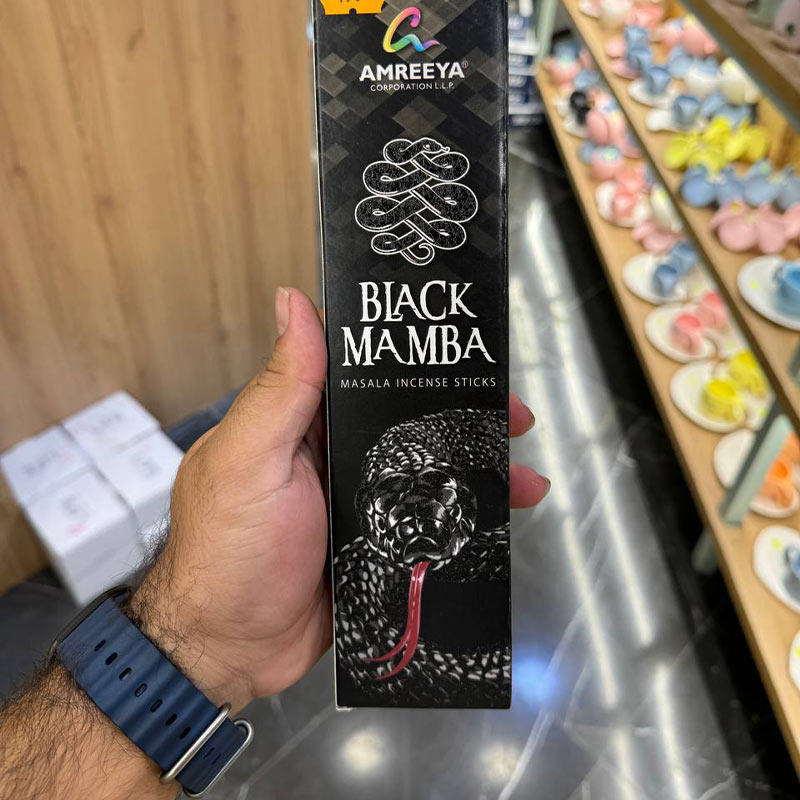 AMREEYA®
CORPORATION L.L.P.
BLACK
MAMBA
MASALA INCENSE STICKS